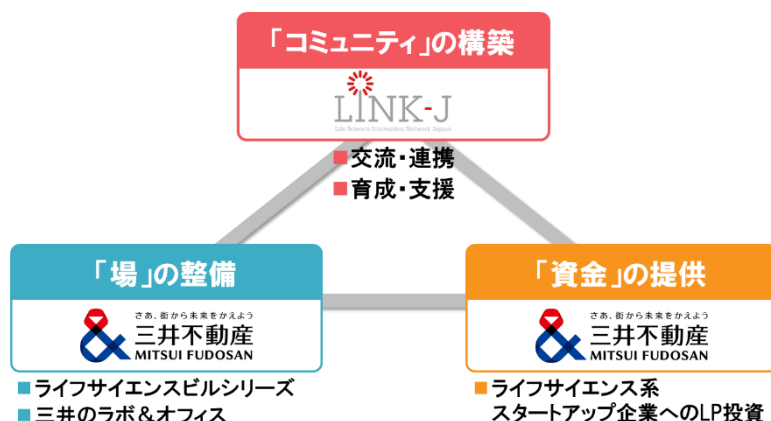 「コミュニティ」の構築
LINK-J
Life Science Innovation Network Japan
■交流・連携
■育成・支援
「場」の整備
さあ、街から未来をかえよう
三井不動産
MITSUI FUDOSAN
■ライフサイエンスビルシリーズ
■三井のラボ＆オフィス
「資金」の提供
さあ、街から未来をかえよう
三井不動産
MITSUI FUDOSAN
■ライフサイエンス系
スタートアップ企業へのLP投資